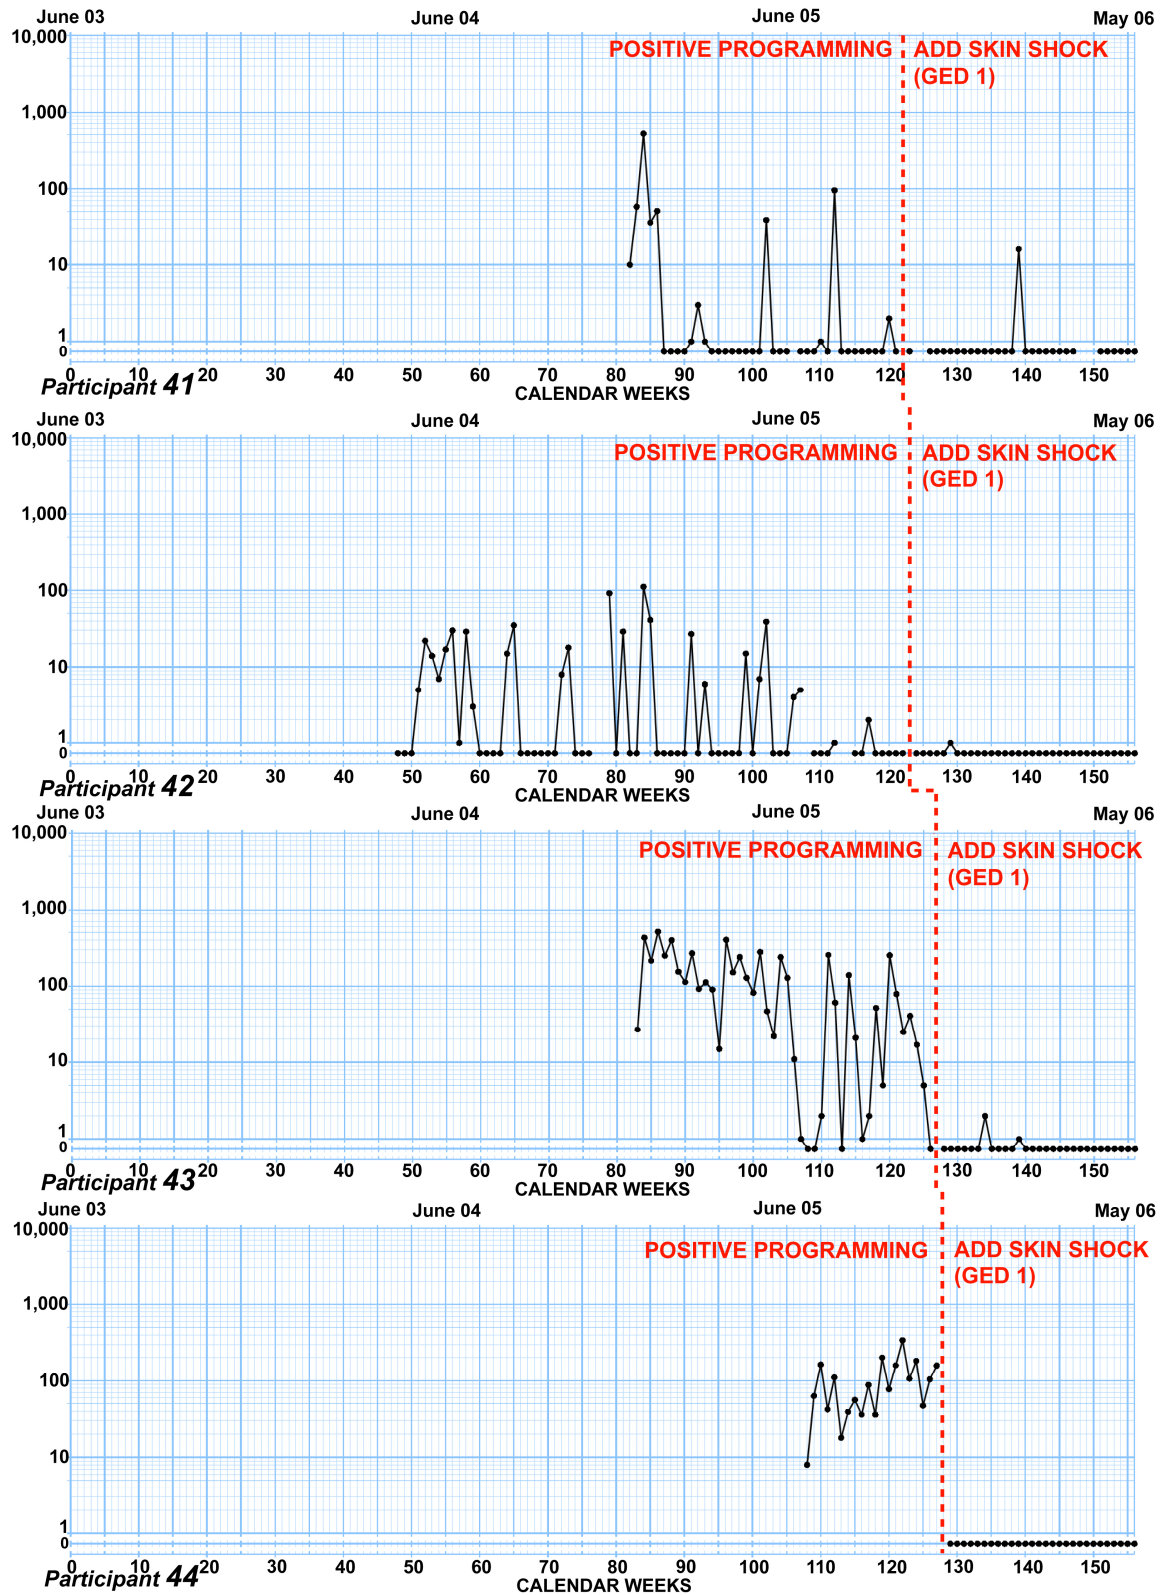 June 03 June 04 June 05 May 06
10,000
POSITIVE PROGRAMMING ADD SKIN SHOCK
(GED 1)
1,000
100
10
1
0
0 10 20 30 40 50 60 70 80 90 100 110 120 130 140 150
Participant 41 CALENDAR WEEKS
June 03 June 04 June 05 May 06
10,000
POSITIVE PROGRAMMING ADD SKIN SHOCK
(GED 1)
1,000
100
10
1
0
0 10 20 30 40 50 60 70 80 90 100 110 120 130 140 150
Participant 42 CALENDAR WEEKS
June 03 June 04 June 05 May 06
10,000
POSITIVE PROGRAMMING ADD SKIN SHOCK
(GED 1)
1,000
100
10
1
0
0 10 20 30 40 50 60 70 80 90 100 110 120 130 140 150
Participant 43 CALENDAR WEEKS
June 03 June 04 June 05 May 06
10,000
POSITIVE PROGRAMMING ADD SKIN SHOCK
(GED 1)
1,000
100
10
1
0
0 10 20 30 40 50 60 70 80 90 100 110 120 130 140 150
Participant 44 CALENDAR WEEKS